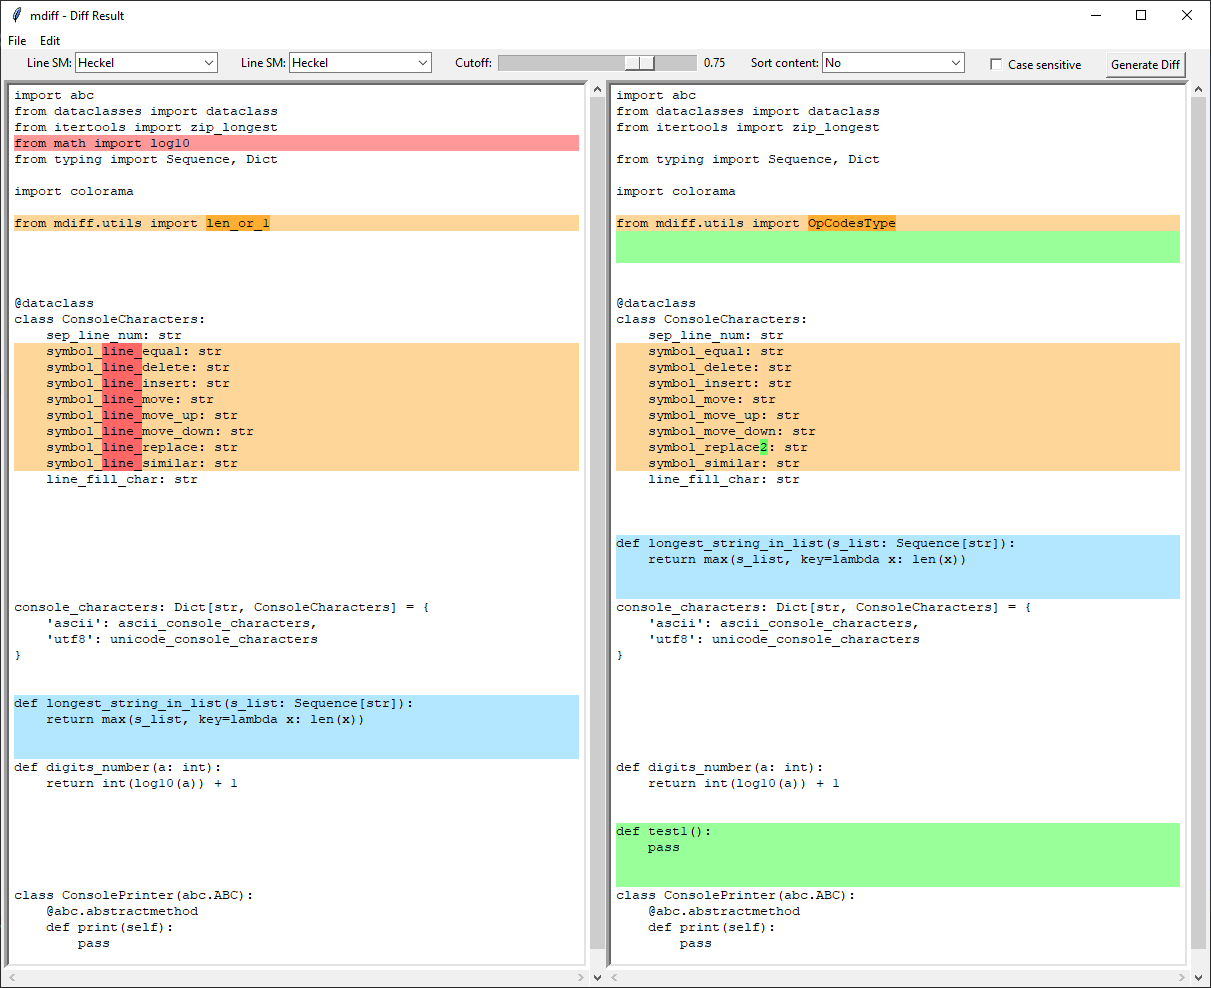 mdiff - Diff Result
File Edit
Line SM: Heckel Line SM: Heckel Cutoff: 0.75 Sort content: No Case sensitive Generate Diff
import abc
from dataclasses import dataclass
from itertools import zip_longest
from math import log10
from typing import Sequence, Dict
import colorama
from mdiff.utils import len_or_1
@dataclass
class ConsoleCharacters:
    sep_line_num: str
    symbol_line_equal: str
    symbol_line_delete: str
    symbol_line_insert: str
    symbol_line_move: str
    symbol_line_move_up: str
    symbol_line_move_down: str
    symbol_line_replace: str
    symbol_line_similar: str
    line_fill_char: str
console_characters: Dict[str, ConsoleCharacters] = {
    'ascii': ascii_console_characters,
    'utf8': unicode_console_characters
}
def longest_string_in_list(s_list: Sequence[str]):
    return max(s_list, key=lambda x: len(x))
def digits_number(a: int):
    return int(log10(a)) + 1
class ConsolePrinter(abc.ABC):
    @abc.abstractmethod
    def print(self):
        pass
import abc
from dataclasses import dataclass
from itertools import zip_longest
from typing import Sequence, Dict
import colorama
from mdiff.utils import OpCodesType
@dataclass
class ConsoleCharacters:
    sep_line_num: str
    symbol_equal: str
    symbol_delete: str
    symbol_insert: str
    symbol_move: str
    symbol_move_up: str
    symbol_move_down: str
    symbol_replace2: str
    symbol_similar: str
    line_fill_char: str
def longest_string_in_list(s_list: Sequence[str]):
    return max(s_list, key=lambda x: len(x))
console_characters: Dict[str, ConsoleCharacters] = {
    'ascii': ascii_console_characters,
    'utf8': unicode_console_characters
}
def digits_number(a: int):
    return int(log10(a)) + 1
def test1():
    pass
class ConsolePrinter(abc.ABC):
    @abc.abstractmethod
    def print(self):
        pass